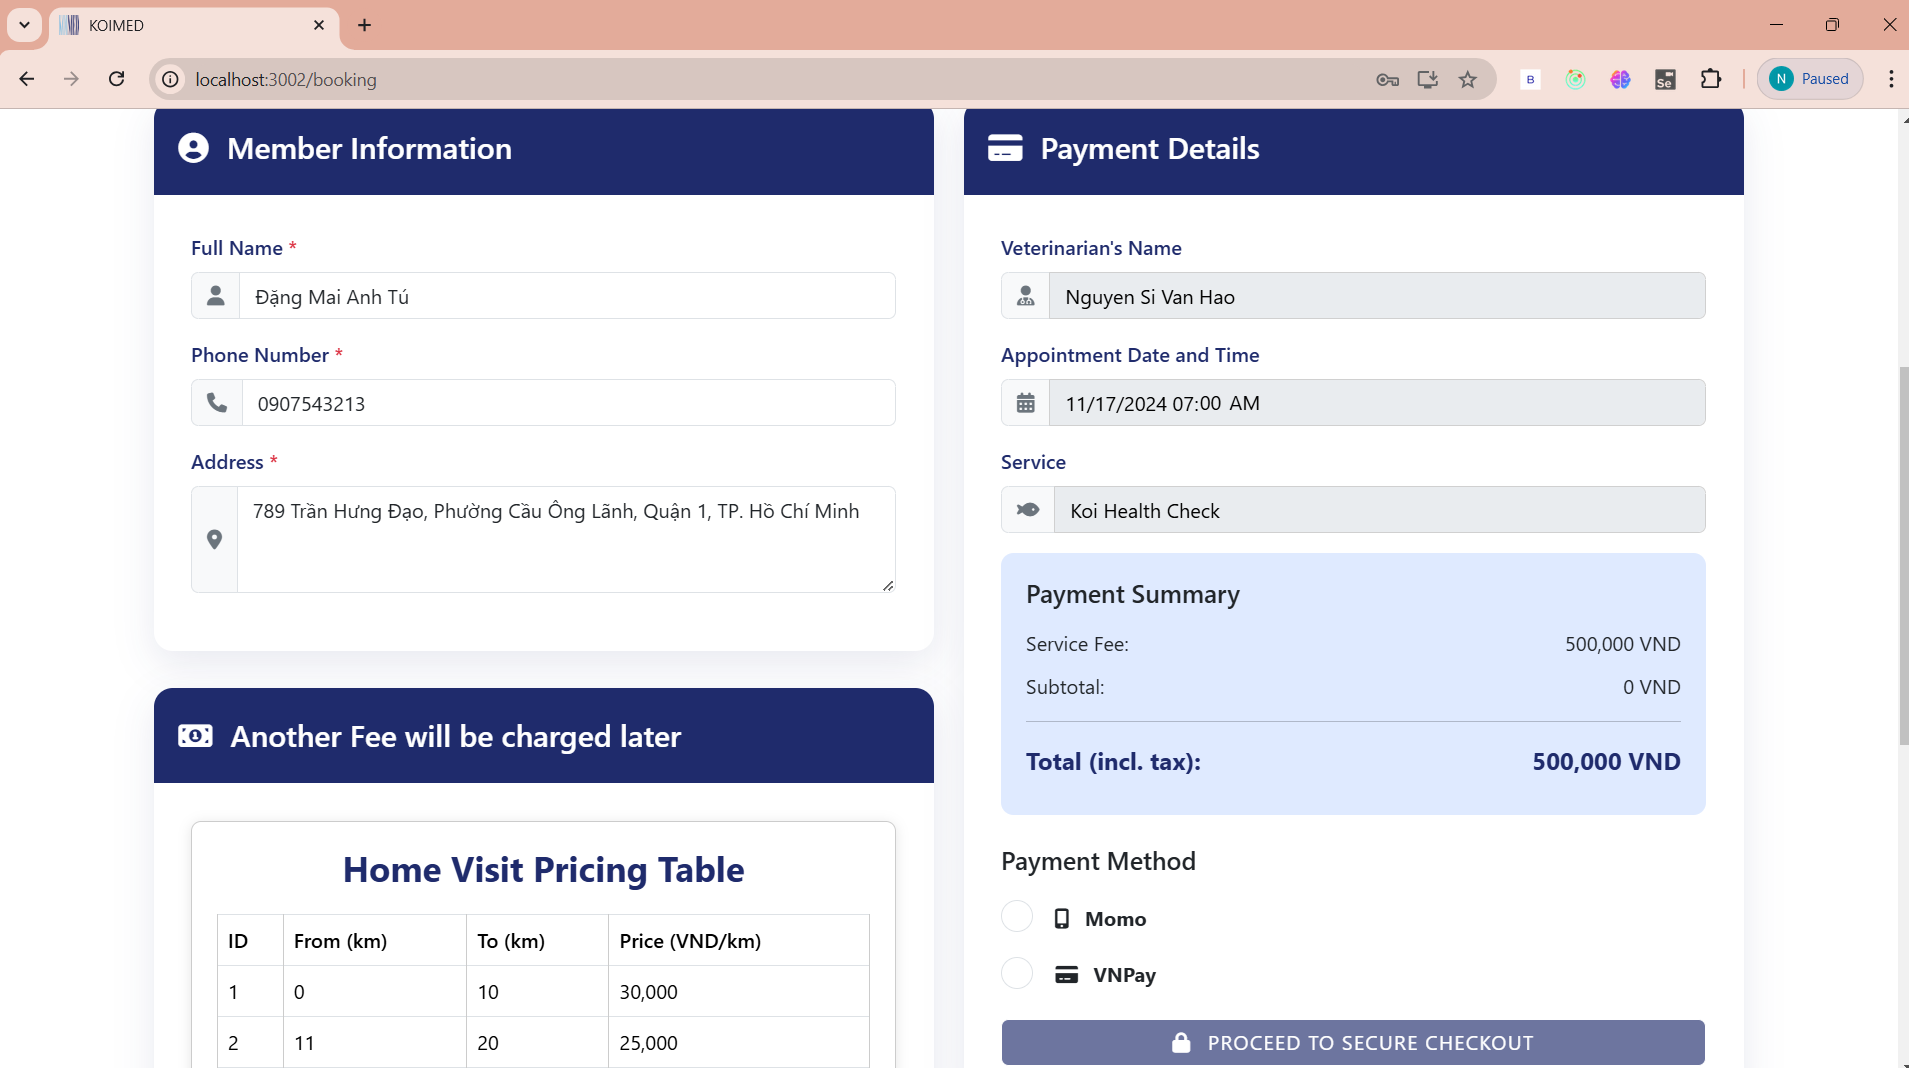 KOIMED
localhost:3002/booking
B
Se
N
Paused
Member Information
Full Name *
Đặng Mai Anh Tú
Phone Number *
0907543213
Address *
789 Trần Hưng Đạo, Phường Cầu Ông Lãnh, Quận 1, TP. Hồ Chí Minh
Another Fee will be charged later
Home Visit Pricing Table
ID From (km) To (km) Price (VND/km)
1 0 10 30,000
2 11 20 25,000
Payment Details
Veterinarian's Name
Nguyen Si Van Hao
Appointment Date and Time
11/17/2024 07:00 AM
Service
Koi Health Check
Payment Summary
Service Fee: 500,000 VND
Subtotal: 0 VND
Total (incl. tax): 500,000 VND
Payment Method
Momo
VNPay
PROCEED TO SECURE CHECKOUT